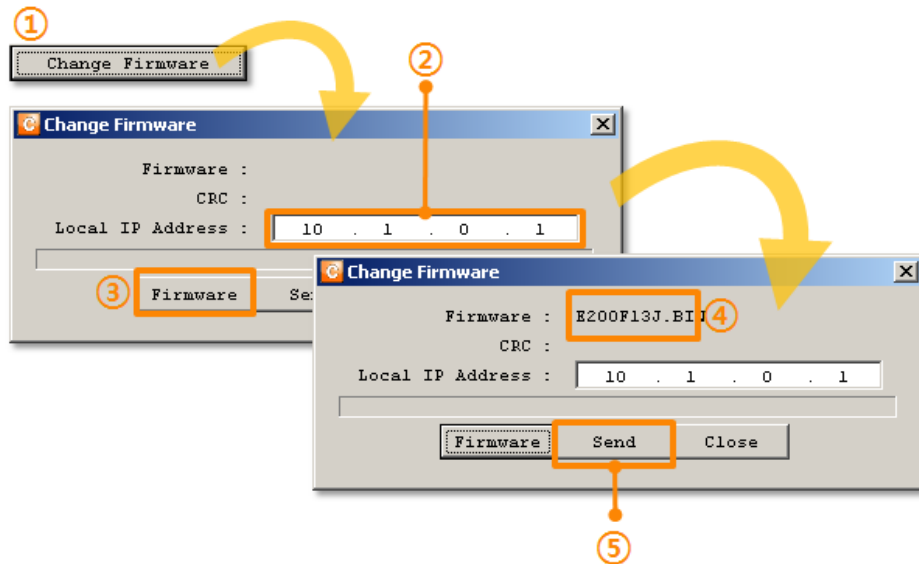 ①
Change Firmware
②
Change Firmware
Firmware :
CRC :
Local IP Address : 10 . 1 . 0 . 1
③
Firmware
Change Firmware
Firmware : E200F13J.BIN ④
CRC :
Local IP Address : 10 . 1 . 0 . 1
Firmware Send Close
⑤